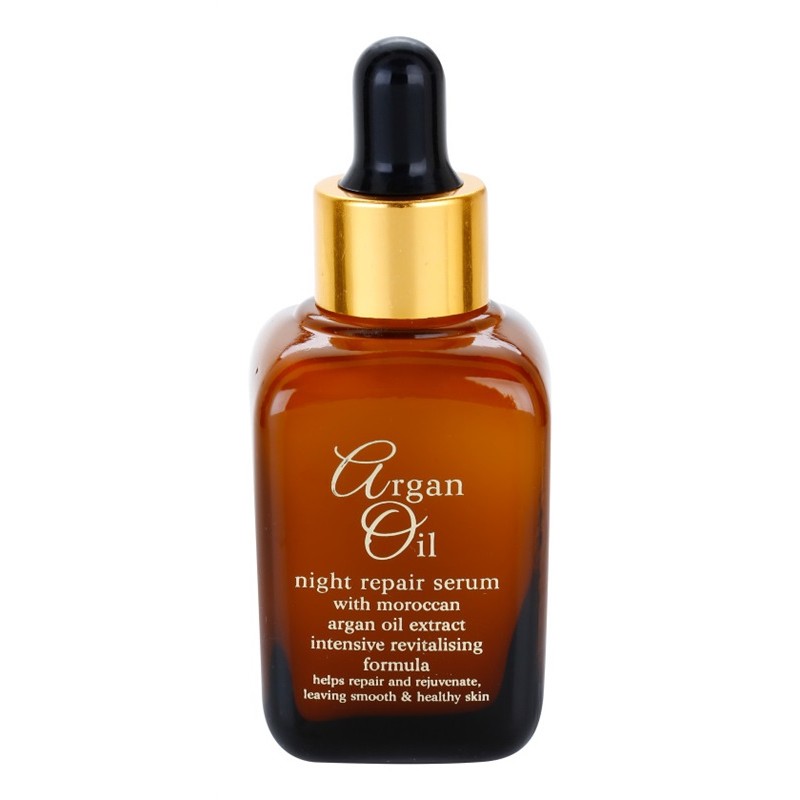 Argan
Oil
night repair serum
with moroccan
argan oil extract
intensive revitalising
formula
helps repair and rejuvenate,
leaving smooth & healthy skin